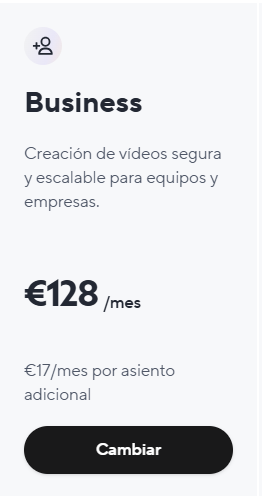 Business
Creación de vídeos segura
y escalable para equipos y
empresas.
€128 /mes
€17/mes por asiento
adicional
Cambiar